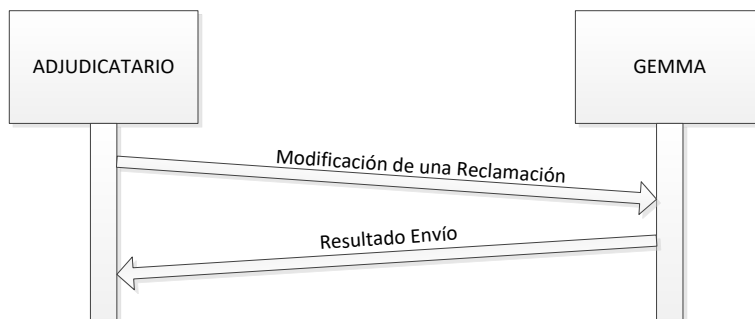 ADJUDICATARIO
GEMMA
Modificación de una Reclamación
Resultado Envío